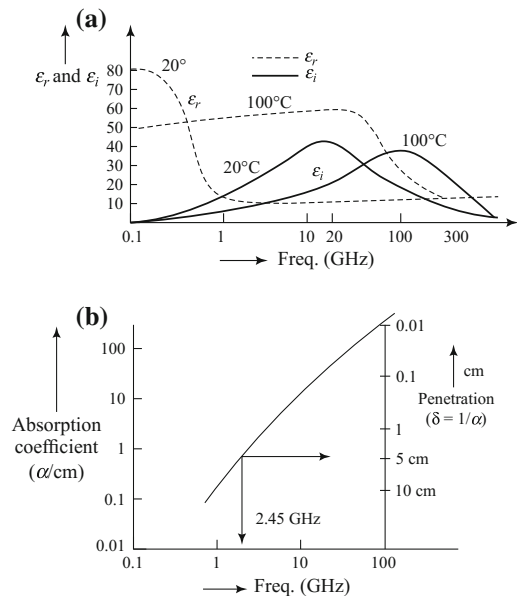 (a)
εr and εi
80
70
60
50
40
30
20
10
20°
εr
100°C
εr
εi
20°C
εi
100°C
0.1
1
10 20
100
300
Freq. (GHz)
(b)
100
10
1
0.1
0.01
Absorption
coefficient
(α/cm)
0.01
0.1
1
5 cm
10 cm
cm
Penetration
(δ = 1/α)
2.45 GHz
1
10
100
Freq. (GHz)